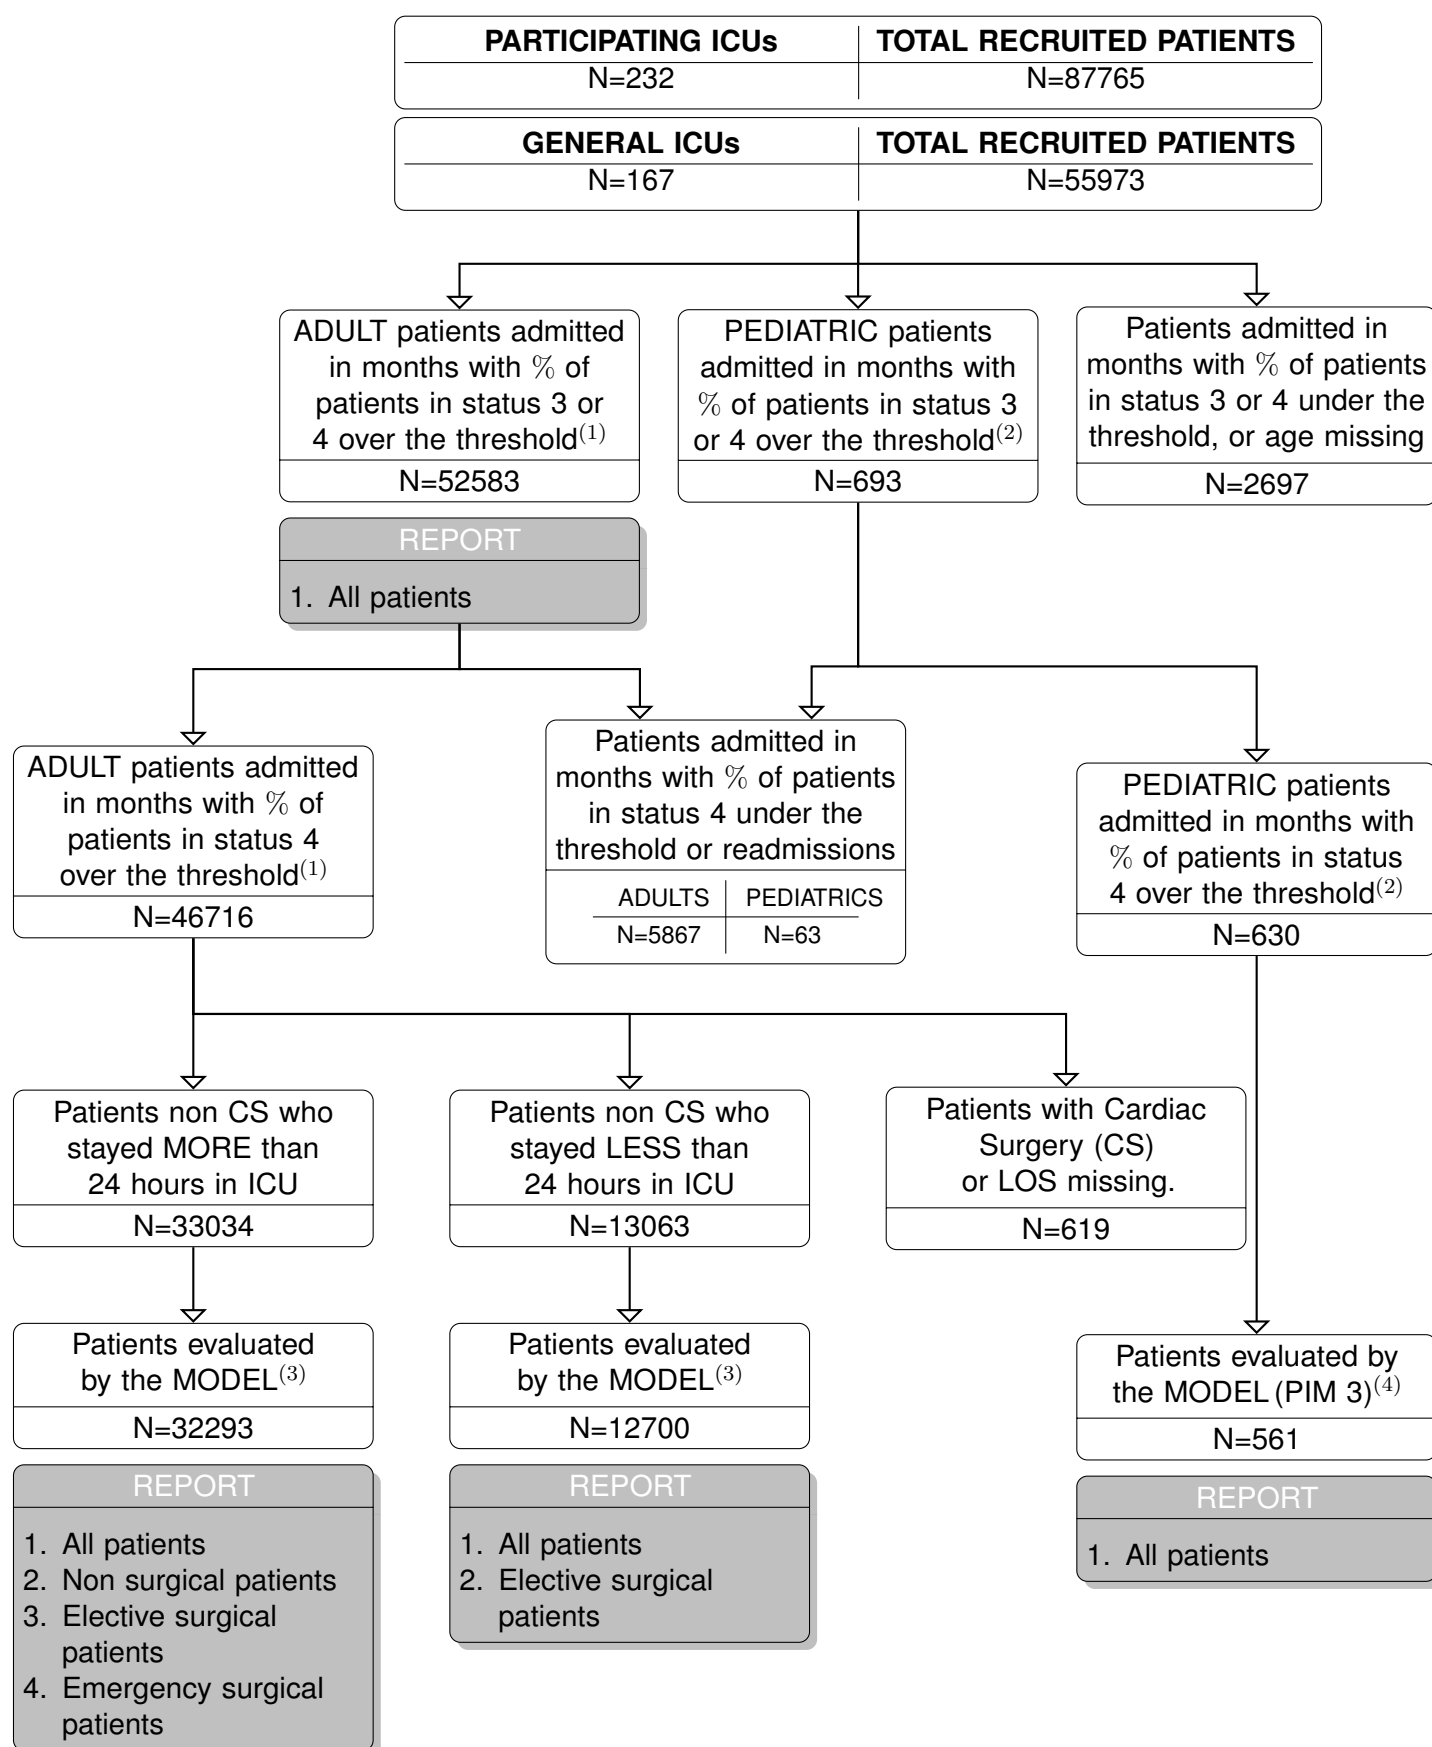 PARTICIPATING ICUs TOTAL RECRUITED PATIENTS
N=232 N=87765
GENERAL ICUs TOTAL RECRUITED PATIENTS
N=167 N=55973
ADULT patients admitted
in months with % of
patients in status 3 or
4 over the threshold(1)
N=52583
PEDIATRIC patients
admitted in months with
% of patients in status 3
or 4 over the threshold(2)
N=693
Patients admitted in
months with % of patients
in status 3 or 4 under the
threshold, or age missing
N=2697
REPORT
1. All patients
ADULT patients admitted
in months with % of
patients in status 4
over the threshold(1)
N=46716
Patients admitted in
months with % of patients
in status 4 under the
threshold or readmissions
ADULTS PEDIATRICS
N=5867 N=63
PEDIATRIC patients
admitted in months with
% of patients in status
4 over the threshold(2)
N=630
Patients non CS who
stayed MORE than
24 hours in ICU
N=33034
Patients non CS who
stayed LESS than
24 hours in ICU
N=13063
Patients with Cardiac
Surgery (CS)
or LOS missing.
N=619
Patients evaluated
by the MODEL(3)
N=32293
Patients evaluated
by the MODEL(3)
N=12700
Patients evaluated by
the MODEL (PIM 3)(4)
N=561
REPORT
1. All patients
2. Non surgical patients
3. Elective surgical
patients
4. Emergency surgical
patients
REPORT
1. All patients
2. Elective surgical
patients
REPORT
1. All patients